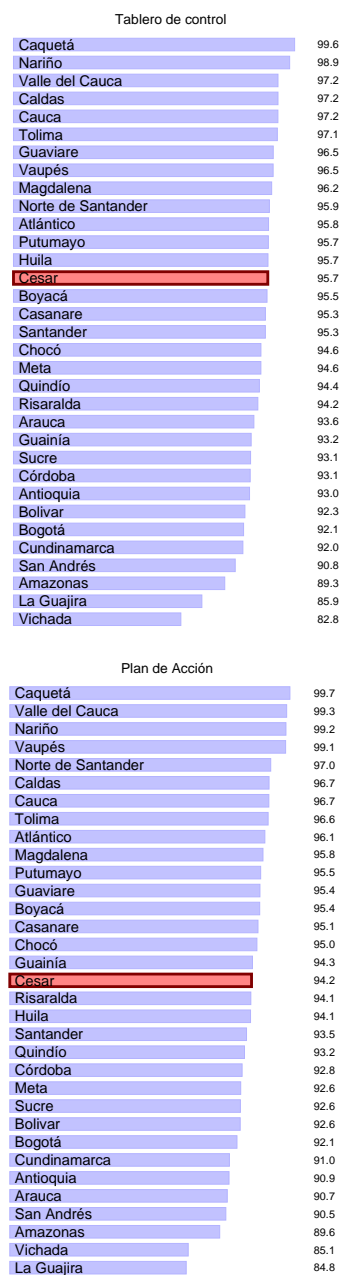 Tablero de control
Caquetá 99.6
Nariño 98.9
Valle del Cauca 97.2
Caldas 97.2
Cauca 97.2
Tolima 97.1
Guaviare 96.5
Vaupés 96.5
Magdalena 96.2
Norte de Santander 95.9
Atlántico 95.8
Putumayo 95.7
Huila 95.7
Cesar 95.7
Boyacá 95.5
Casanare 95.3
Santander 95.3
Chocó 94.6
Meta 94.6
Quindío 94.4
Risaralda 94.2
Arauca 93.6
Guainía 93.2
Sucre 93.1
Córdoba 93.1
Antioquia 93.0
Bolivar 92.3
Bogotá 92.1
Cundinamarca 92.0
San Andrés 90.8
Amazonas 89.3
La Guajira 85.9
Vichada 82.8
Plan de Acción
Caquetá 99.7
Valle del Cauca 99.3
Nariño 99.2
Vaupés 99.1
Norte de Santander 97.0
Caldas 96.7
Cauca 96.7
Tolima 96.6
Atlántico 96.1
Magdalena 95.8
Putumayo 95.5
Guaviare 95.4
Boyacá 95.4
Casanare 95.1
Chocó 95.0
Guainía 94.3
Cesar 94.2
Risaralda 94.1
Huila 94.1
Santander 93.5
Quindío 93.2
Córdoba 92.8
Meta 92.6
Sucre 92.6
Bolivar 92.6
Bogotá 92.1
Cundinamarca 91.0
Antioquia 90.9
Arauca 90.7
San Andrés 90.5
Amazonas 89.6
Vichada 85.1
La Guajira 84.8